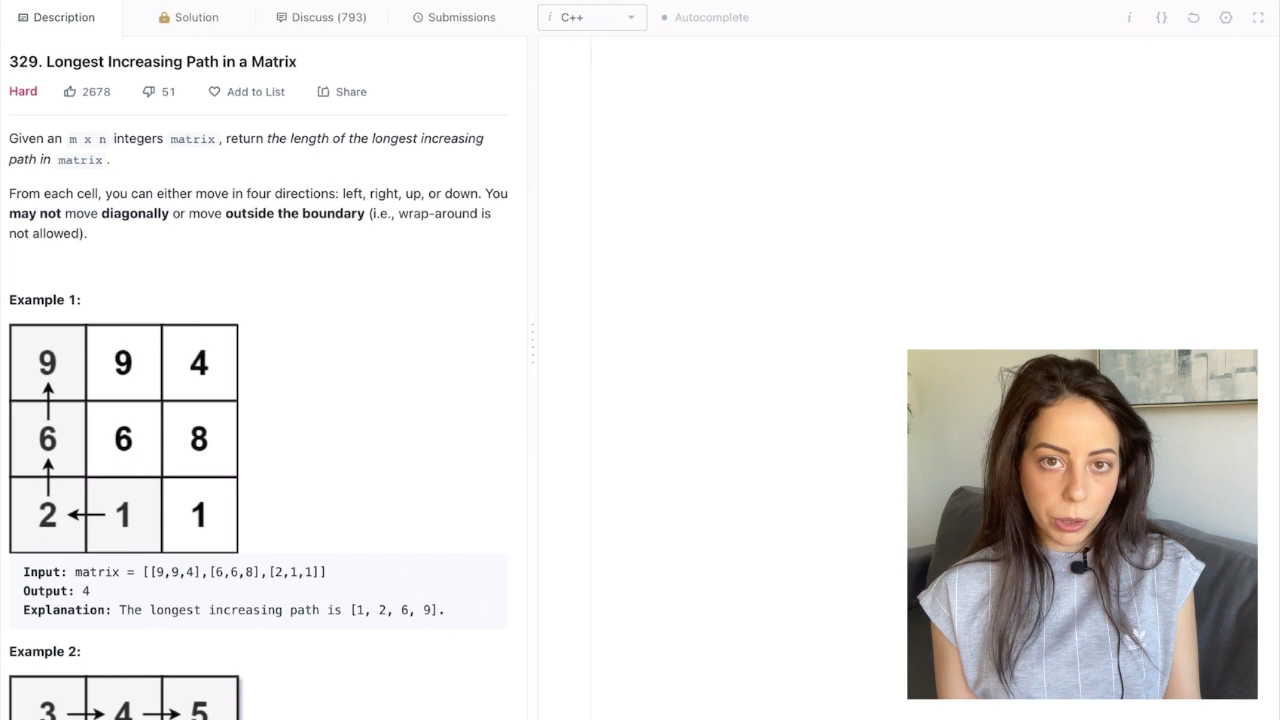 Description
Solution
Discuss (793)
Submissions
i C++
Autocomplete
i {}
329. Longest Increasing Path in a Matrix
Hard 2678 51 Add to List Share
Given an m x n integers matrix, return the length of the longest increasing
path in matrix.
From each cell, you can either move in four directions: left, right, up, or down. You
may not move diagonally or move outside the boundary (i.e., wrap-around is
not allowed).
Example 1:
9 9 4
6 6 8
2 1 1
Input: matrix = [[9,9,4],[6,6,8],[2,1,1]]
Output: 4
Explanation: The longest increasing path is [1, 2, 6, 9].
Example 2:
3 4 5